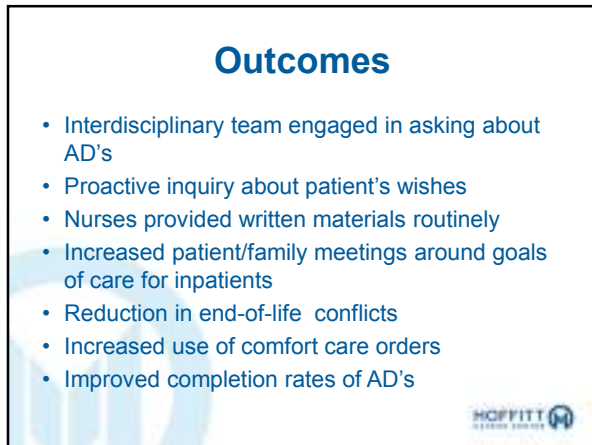 Outcomes
• Interdisciplinary team engaged in asking about
AD's
• Proactive inquiry about patient's wishes
• Nurses provided written materials routinely
• Increased patient/family meetings around goals
of care for inpatients
• Reduction in end-of-life  conflicts
• Increased use of comfort care orders
• Improved completion rates of AD's
MOFFITT